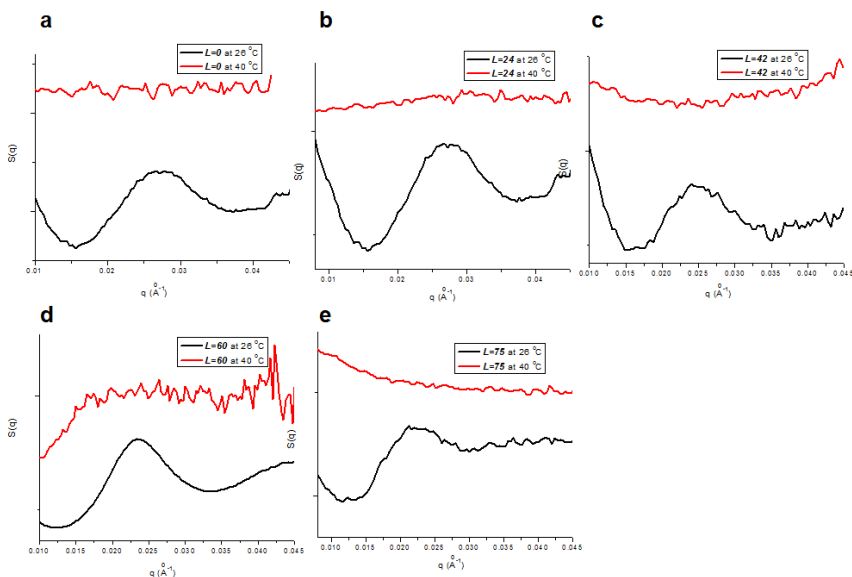 a
L=0 at 26 °C
L=0 at 40 °C
S(q)
0.01 0.02 0.03 0.04
q (Å⁻¹)
b
L=24 at 26 °C
L=24 at 40 °C
S(q)
0.01 0.02 0.03 0.04
q (Å⁻¹)
c
L=42 at 26 °C
L=42 at 40 °C
S(q)
0.010 0.015 0.020 0.025 0.030 0.035 0.040 0.045
q (Å⁻¹)
d
L=60 at 26 °C
L=60 at 40 °C
S(q)
0.010 0.015 0.020 0.025 0.030 0.035 0.040 0.045
q (Å⁻¹)
e
L=75 at 26 °C
L=75 at 40 °C
S(q)
0.010 0.015 0.020 0.025 0.030 0.035 0.040 0.045
q (Å⁻¹)